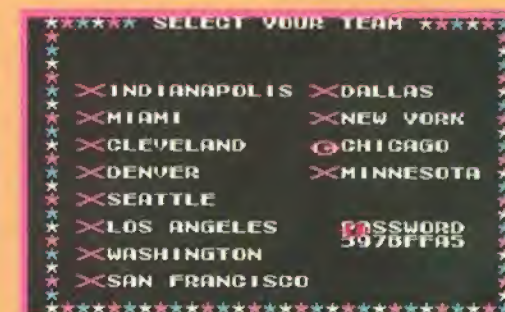 SELECT YOUR TEAM
INDIANAPOLIS
MIAMI
CLEVELAND
DENVER
SEATTLE
LOS ANGELES
WASHINGTON
SAN FRANCISCO
DALLAS
NEW YORK
CHICAGO
MINNESOTA
PASSWORD
397BFFA5